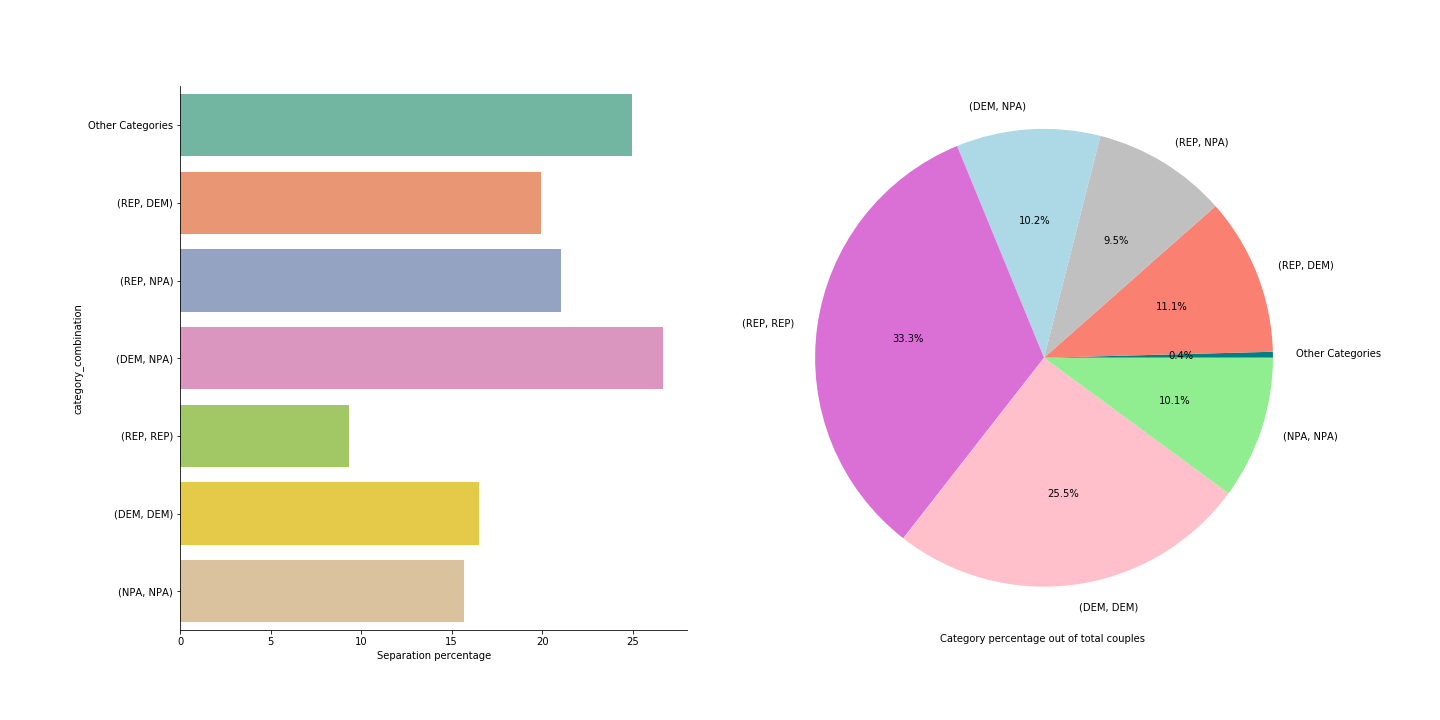 Other Categories
(REP, DEM)
(REP, NPA)
(DEM, NPA)
(REP, REP)
(DEM, DEM)
(NPA, NPA)
category_combination
0 5 10 15 20 25
Separation percentage
(DEM, NPA)
(REP, NPA)
(REP, DEM)
Other Categories
(NPA, NPA)
(DEM, DEM)
(REP, REP)
10.2%
9.5%
11.1%
0.4%
10.1%
25.5%
33.3%
Category percentage out of total couples